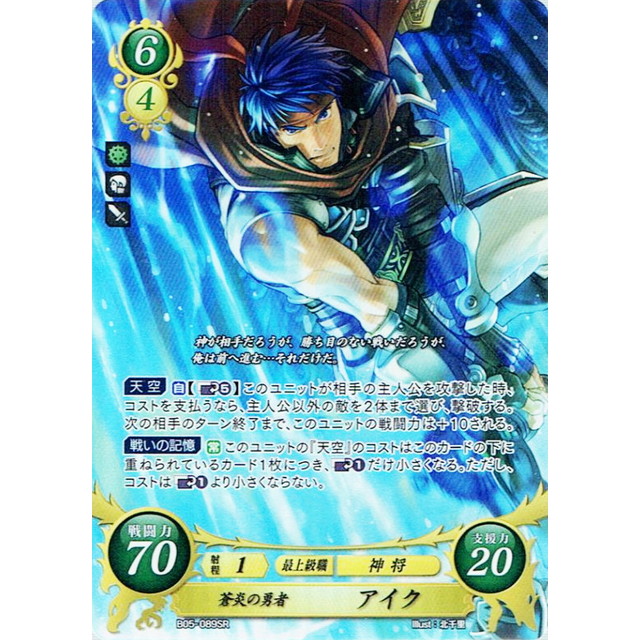 6
4
神が相手だろうが、勝ち目のない戦いだろうが、
俺は前へ進む…それだけだ。
天空 自【5】このユニットが相手の主人公を攻撃した時、
コストを支払うなら、主人公以外の敵を2体まで選び、撃破する。
次の相手のターン終了まで、このユニットの戦闘力は+10される。
戦いの記憶 常 このユニットの『天空』のコストはこのカードの下に
重ねられているカード1枚につき、1だけ小さくなる。ただし、
コストは1より小さくならない。
戦闘力
70
射程 1 最上級職 神将
支援力
20
蒼炎の勇者 アイク
B05-089SR
Illust:北千里